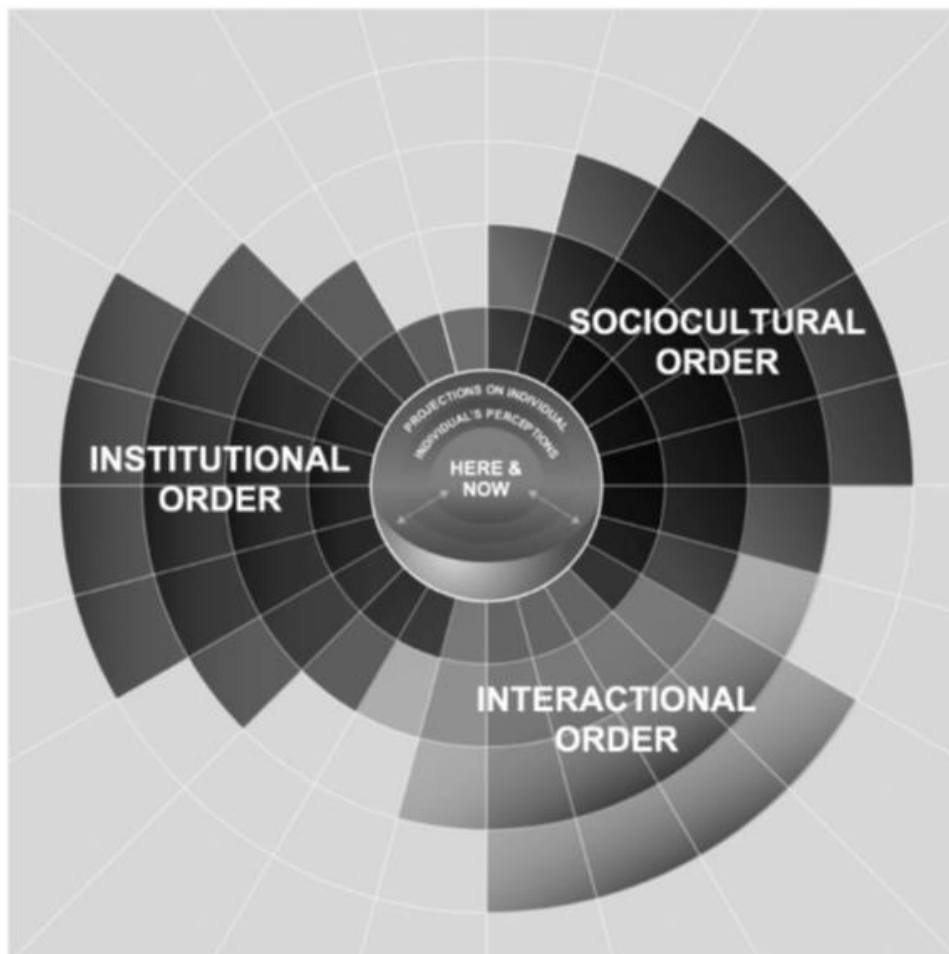 SOCIOCULTURAL
ORDER
PROJECTIONS ON INDIVIDUAL
INDIVIDUAL'S PERCEPTIONS
INSTITUTIONAL
ORDER
HERE &
NOW
INTERACTIONAL
ORDER